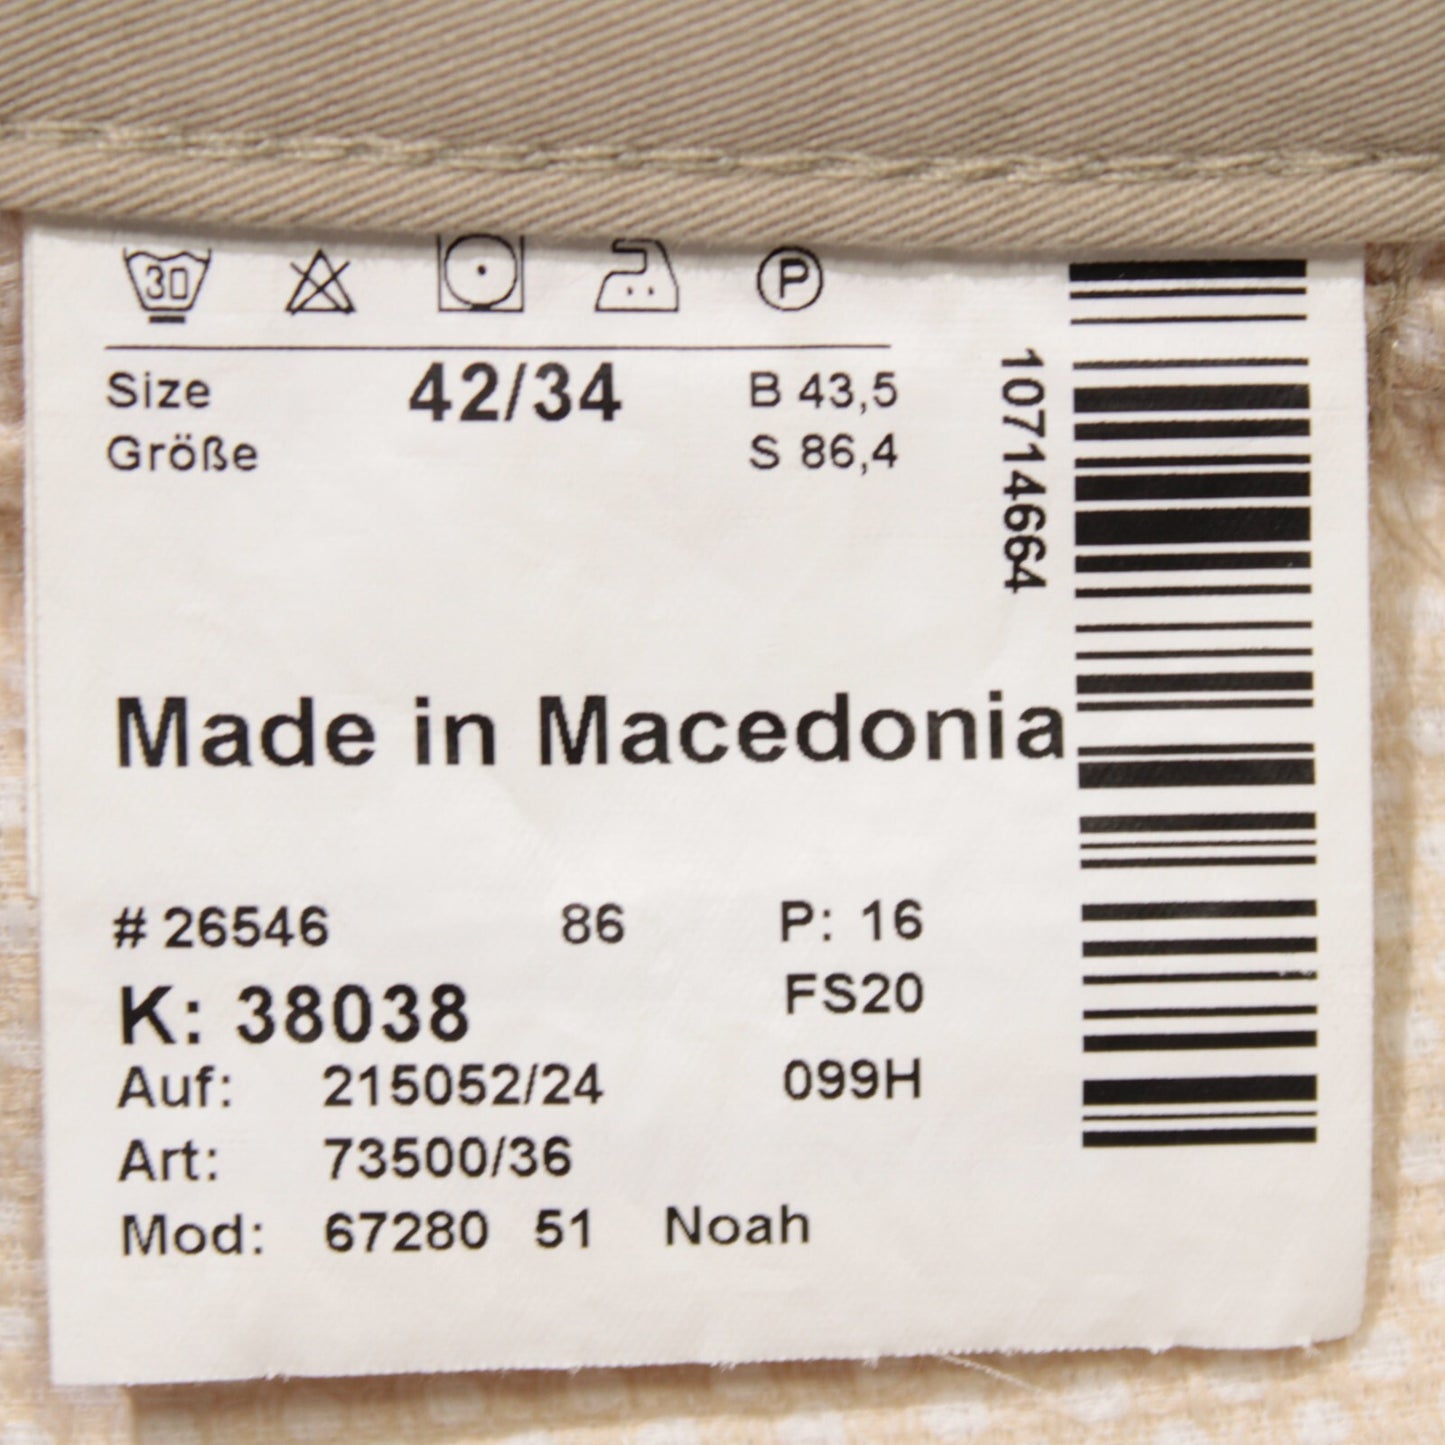 30
P
Size 42/34 B 43,5
Größe S 86,4
10714664
Made in Macedonia
# 26546 86 P: 16
K: 38038 FS20
Auf: 215052/24 099H
Art: 73500/36
Mod: 67280 51 Noah